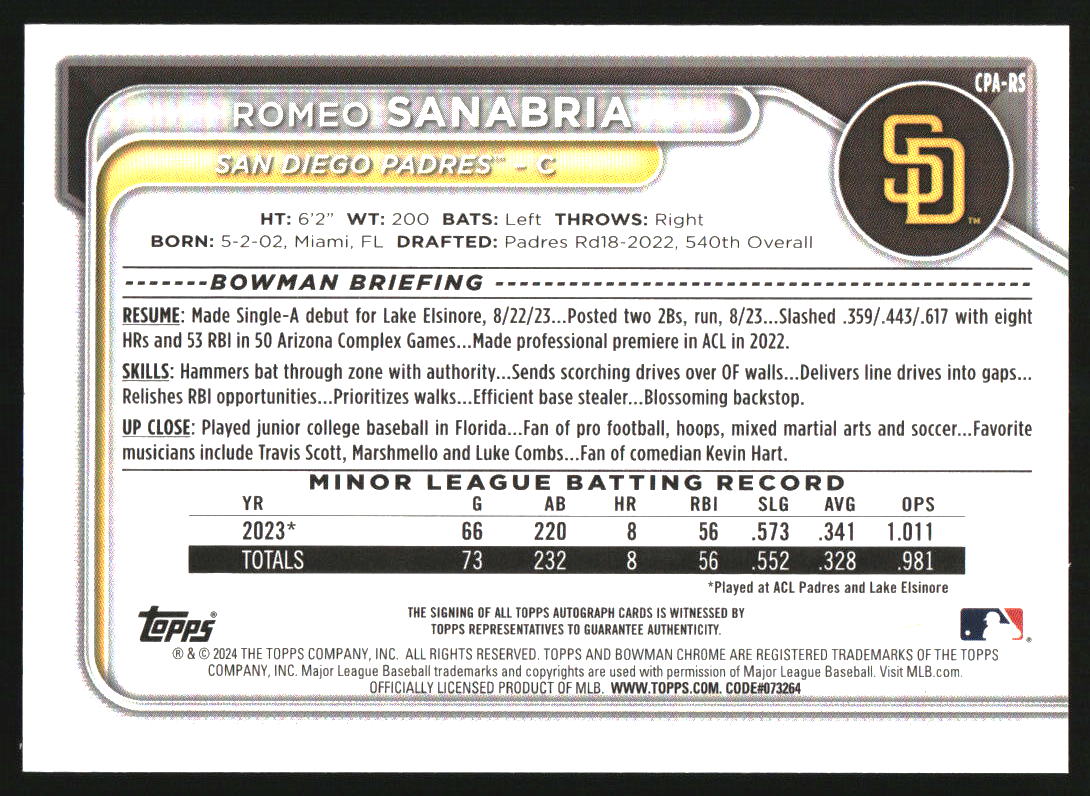 CPA-RS
ROMEO SANABRIA
SAN DIEGO PADRES™ – C
SD™
HT: 6'2" WT: 200 BATS: Left THROWS: Right
BORN: 5-2-02, Miami, FL DRAFTED: Padres Rd18-2022, 540th Overall
BOWMAN BRIEFING
RESUME: Made Single-A debut for Lake Elsinore, 8/22/23...Posted two 2Bs, run, 8/23...Slashed .359/.443/.617 with eight
HRs and 53 RBI in 50 Arizona Complex Games...Made professional premiere in ACL in 2022.
SKILLS: Hammers bat through zone with authority...Sends scorching drives over OF walls...Delivers line drives into gaps...
Relishes RBI opportunities...Prioritizes walks...Efficient base stealer...Blossoming backstop.
UP CLOSE: Played junior college baseball in Florida...Fan of pro football, hoops, mixed martial arts and soccer...Favorite
musicians include Travis Scott, Marshmello and Luke Combs...Fan of comedian Kevin Hart.
MINOR LEAGUE BATTING RECORD
YR G AB HR RBI SLG AVG OPS
2023* 66 220 8 56 .573 .341 1.011
TOTALS 73 232 8 56 .552 .328 .981
*Played at ACL Padres and Lake Elsinore
Topps®
THE SIGNING OF ALL TOPPS AUTOGRAPH CARDS IS WITNESSED BY
TOPPS REPRESENTATIVES TO GUARANTEE AUTHENTICITY.
®
® & © 2024 THE TOPPS COMPANY, INC. ALL RIGHTS RESERVED. TOPPS AND BOWMAN CHROME ARE REGISTERED TRADEMARKS OF THE TOPPS
COMPANY, INC. Major League Baseball trademarks and copyrights are used with permission of Major League Baseball. Visit MLB.com.
OFFICIALLY LICENSED PRODUCT OF MLB. WWW.TOPPS.COM. CODE#073264